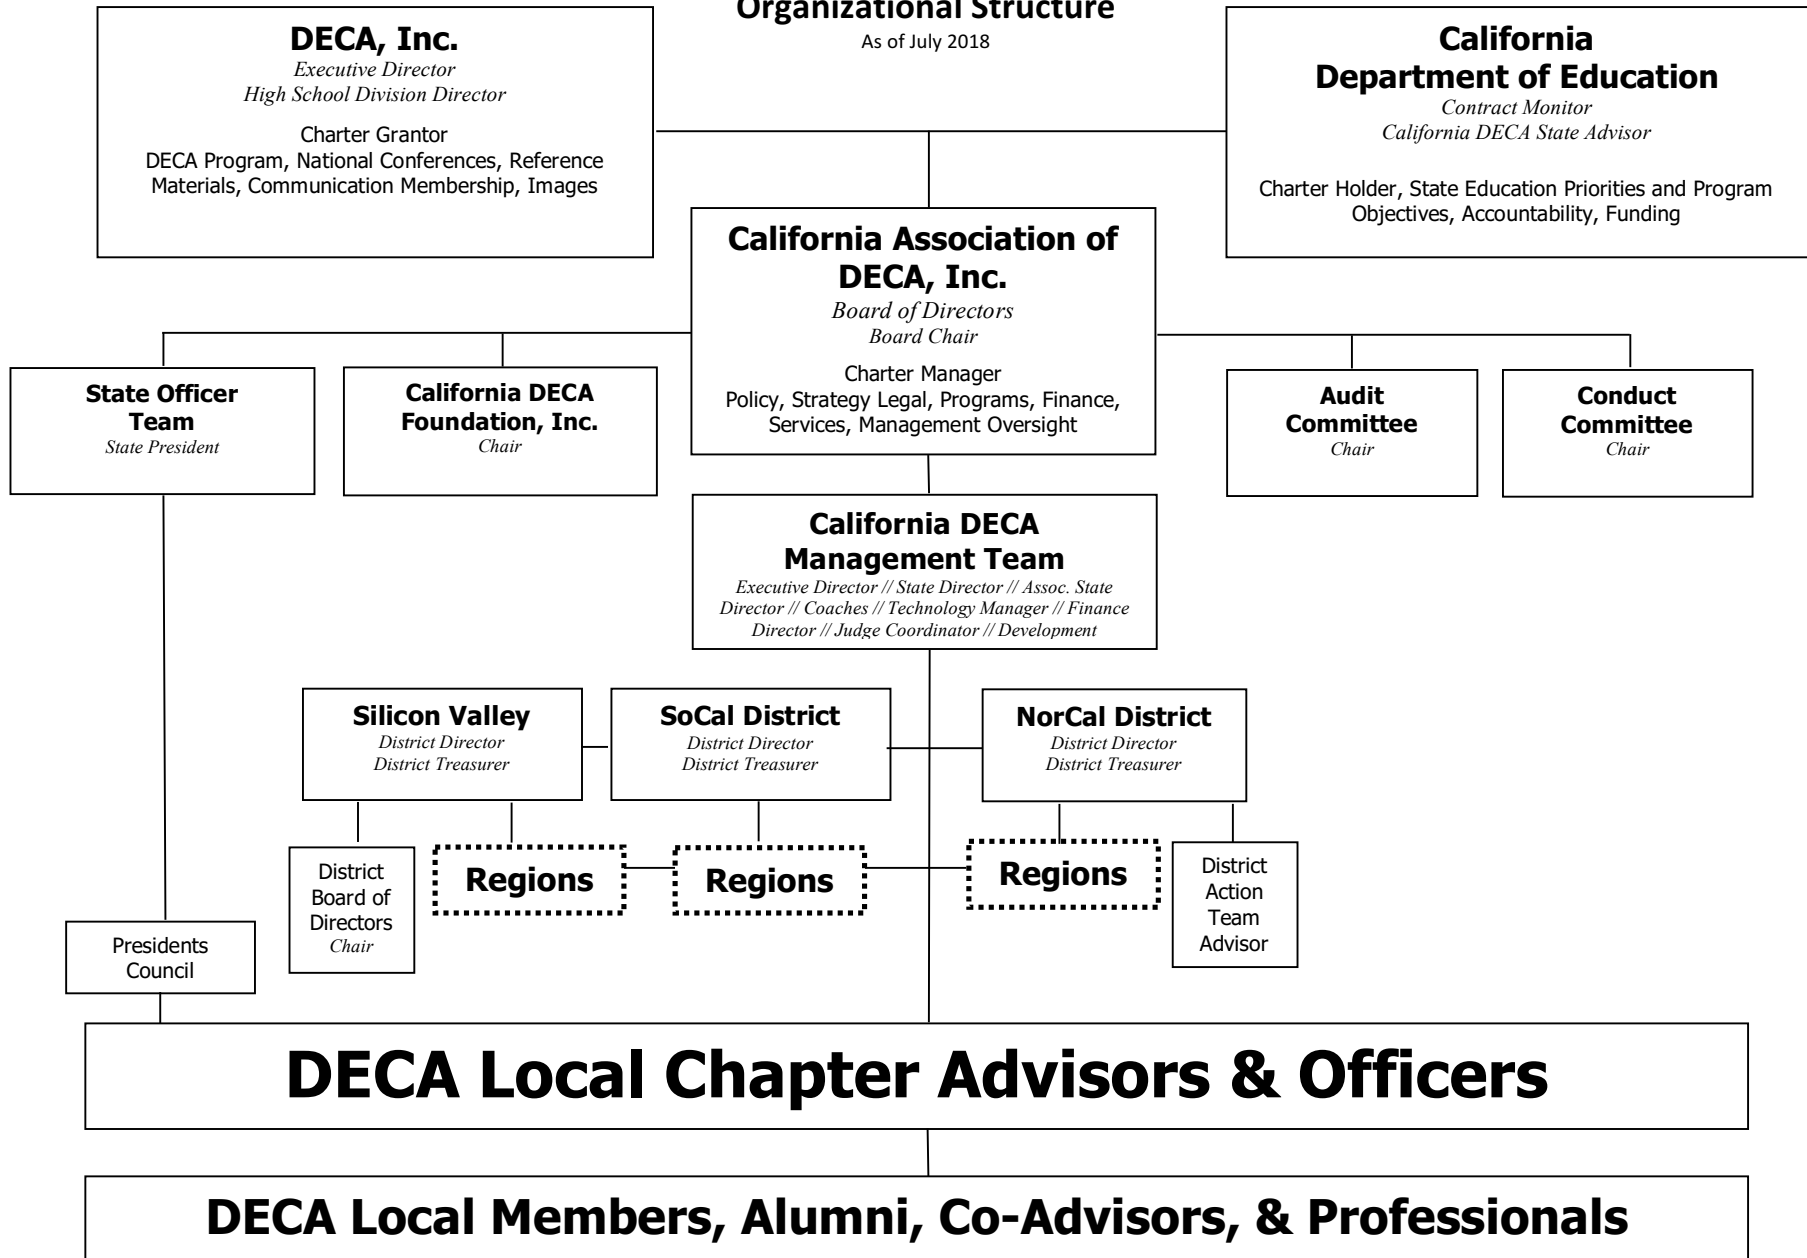 Organizational Structure
As of July 2018
DECA, Inc.
Executive Director
High School Division Director
Charter Grantor
DECA Program, National Conferences, Reference
Materials, Communication Membership, Images
California
Department of Education
Contract Monitor
California DECA State Advisor
Charter Holder, State Education Priorities and Program
Objectives, Accountability, Funding
California Association of
DECA, Inc.
Board of Directors
Board Chair
Charter Manager
Policy, Strategy Legal, Programs, Finance,
Services, Management Oversight
State Officer
Team
State President
California DECA
Foundation, Inc.
Chair
Audit
Committee
Chair
Conduct
Committee
Chair
California DECA
Management Team
Executive Director // State Director // Assoc. State
Director // Coaches // Technology Manager // Finance
Director // Judge Coordinator // Development
Silicon Valley
District Director
District Treasurer
SoCal District
District Director
District Treasurer
NorCal District
District Director
District Treasurer
District
Board of
Directors
Chair
Regions
Regions
Regions
District
Action
Team
Advisor
Presidents
Council
DECA Local Chapter Advisors & Officers
DECA Local Members, Alumni, Co-Advisors, & Professionals